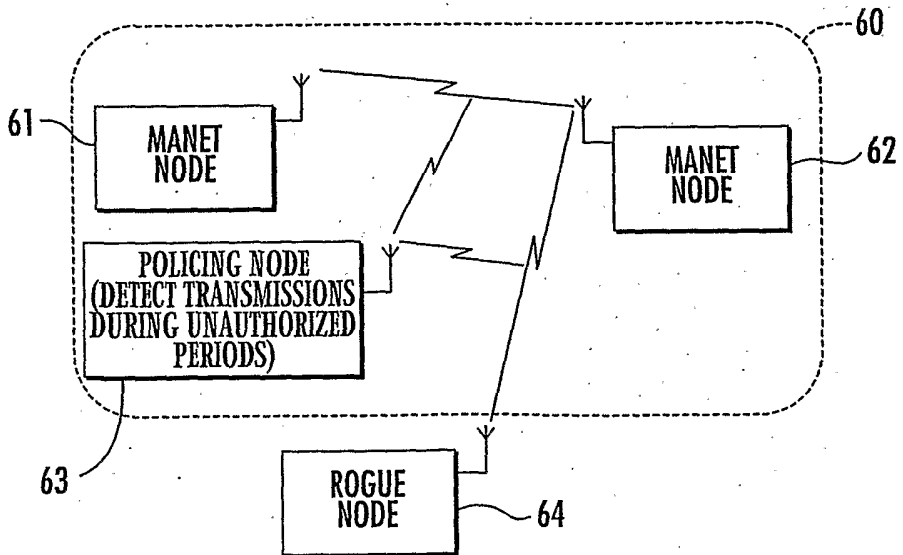 60
61
MANET
NODE
MANET
NODE
62
POLICING NODE
(DETECT TRANSMISSIONS
DURING UNAUTHORIZED
PERIODS)
63
ROGUE
NODE
64